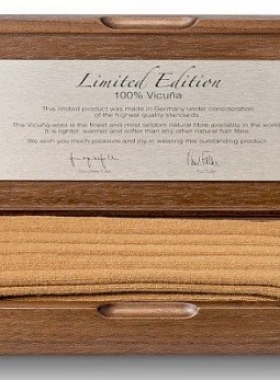 Limited Edition
100% Vicuña
This limited product was made in Germany under consideration
of the highest quality standards.
The Vicuña wool is the finest and most seldom natural fibre available in the world.
It is lighter, warmer and softer than any other natural hair fibre.
We wish you much pleasure and joy in wearing this outstanding product.